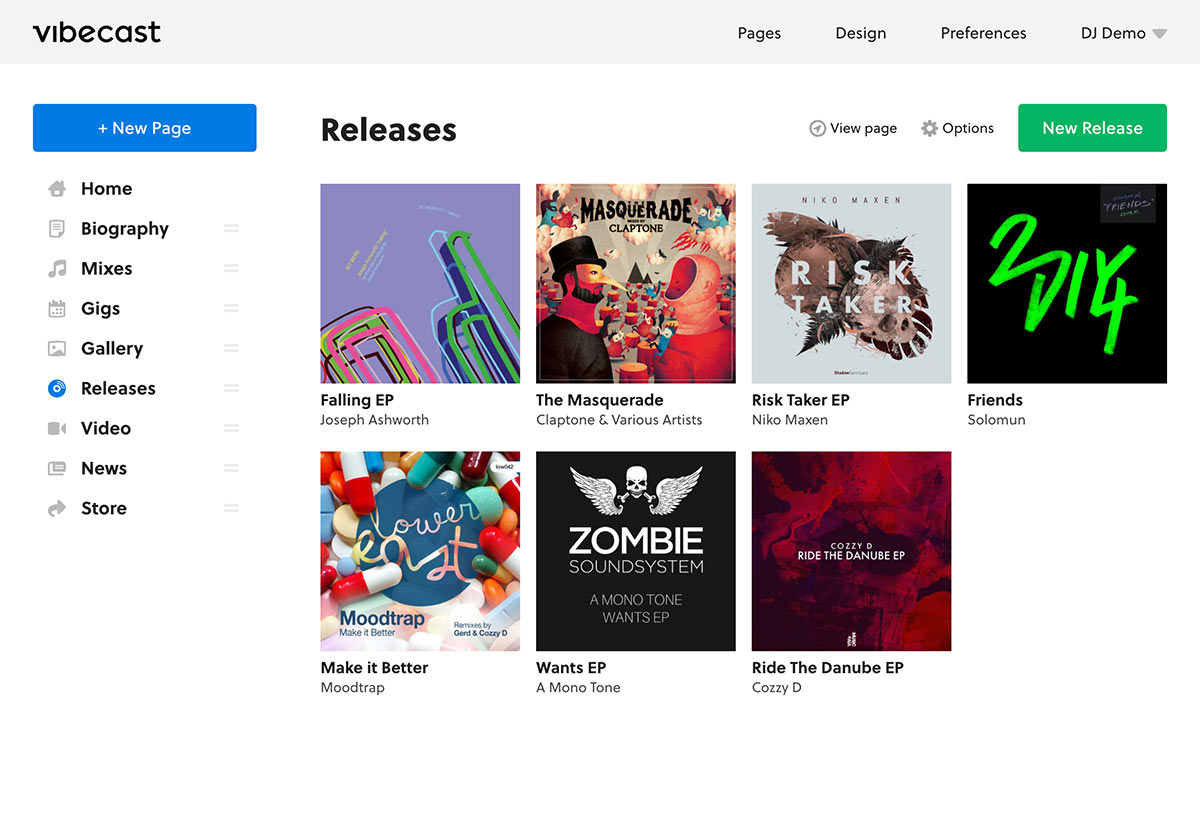 vibecast
Pages
Design
Preferences
DJ Demo
+ New Page
Home
Biography
Mixes
Gigs
Gallery
Releases
Video
News
Store
Releases
View page
Options
New Release
Falling EP
Joseph Ashworth
MASQUERADE
MIXED BY
CLAPTONE
The Masquerade
Claptone & Various Artists
NIKO MAXEN
RISK
TAKER
ShadowSanctuary
Risk Taker EP
Niko Maxen
"FRIENDS"
Friends
Solomun
low042
lower
east
Moodtrap
Make it Better
Remixes by
Gerd & Cozzy D
Make it Better
Moodtrap
ZOMBIE
SOUNDSYSTEM
A MONO TONE
WANTS EP
Wants EP
A Mono Tone
COZZY D
RIDE THE DANUBE EP
Ride The Danube EP
Cozzy D